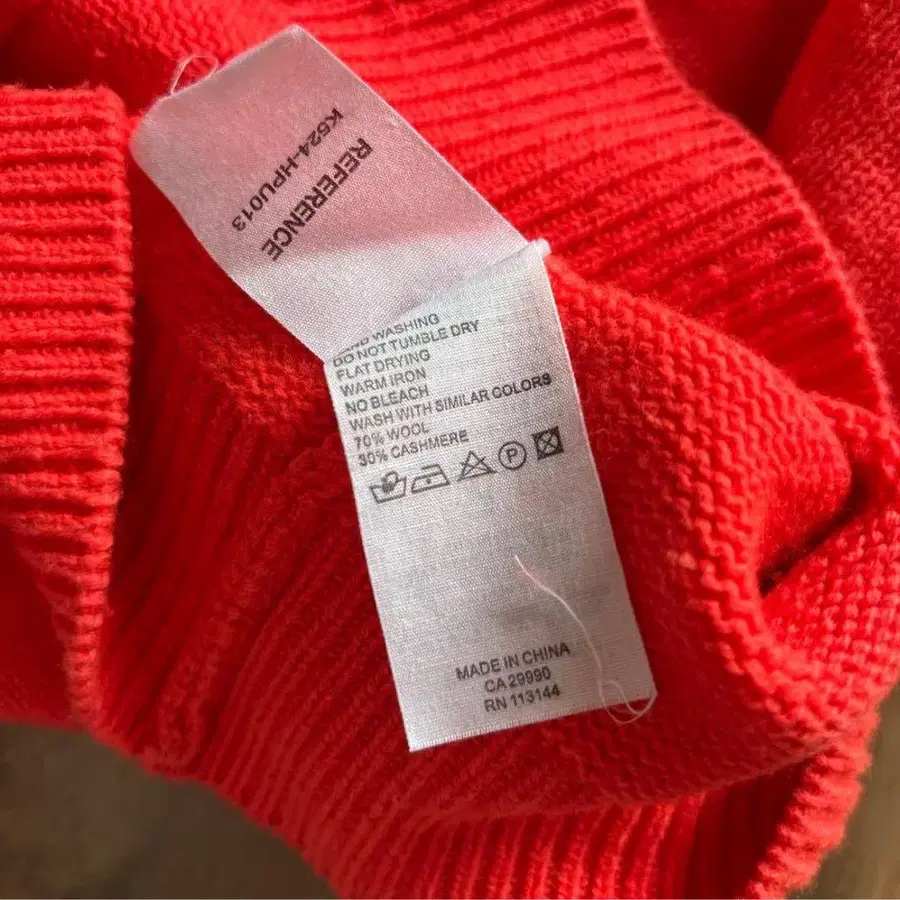 REFERENCE
K524-HPU013
WASHING
DO NOT TUMBLE DRY
FLAT DRYING
WARM IRON
NO BLEACH
WASH WITH SIMILAR COLORS
70% WOOL
30% CASHMERE
P
MADE IN CHINA
CA 29990
RN 113144